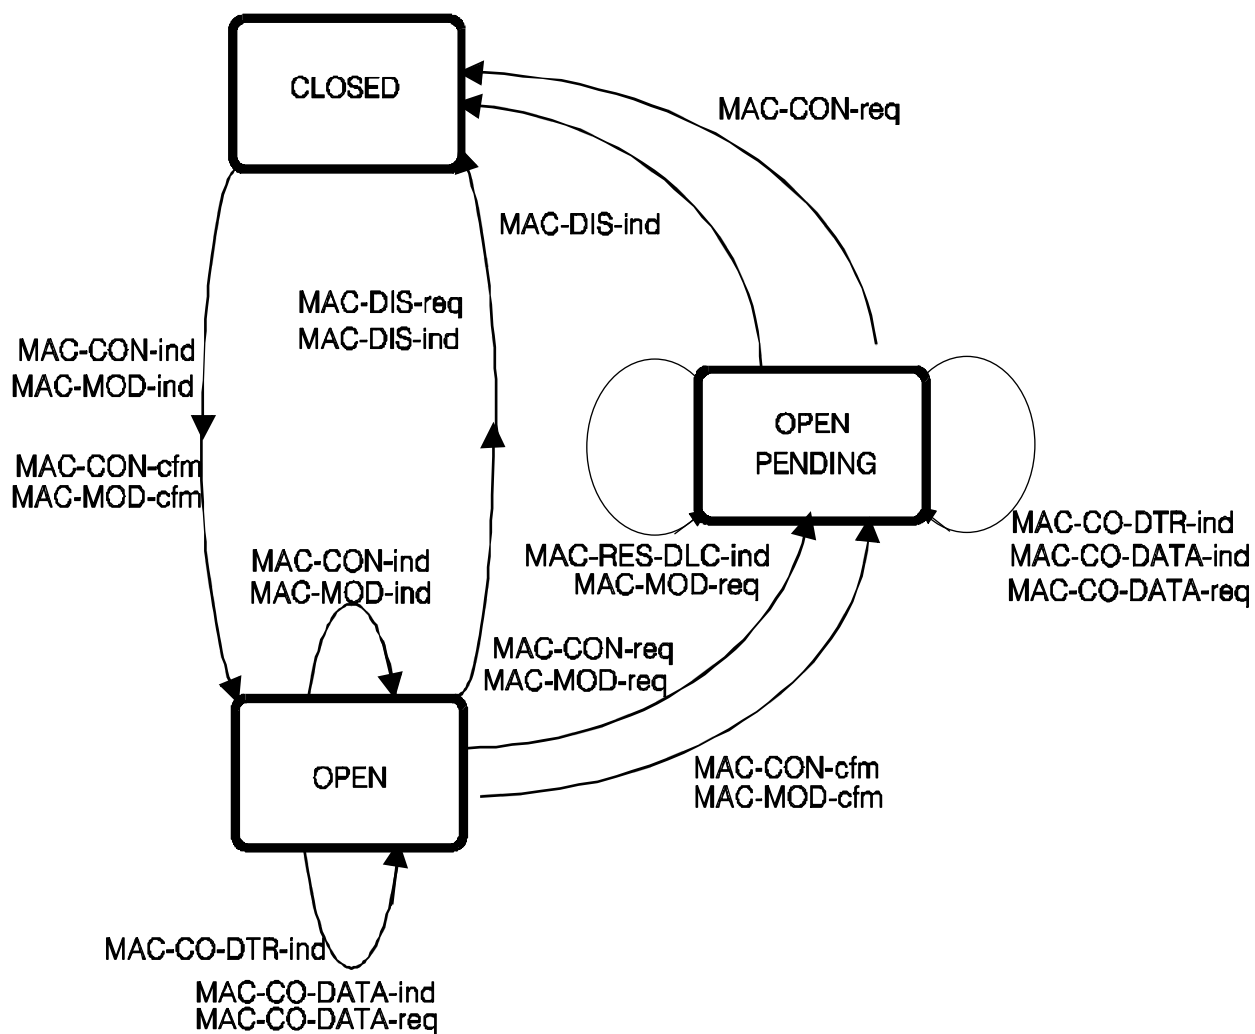 CLOSED
MAC-CON-req
MAC-DIS-ind
MAC-DIS-req
MAC-DIS-ind
MAC-CON-ind
MAC-MOD-ind
OPEN
PENDING
MAC-CON-cfm
MAC-MOD-cfm
MAC-CO-DTR-ind
MAC-CO-DATA-ind
MAC-CO-DATA-req
MAC-RES-DLC-ind
MAC-MOD-req
MAC-CON-ind
MAC-MOD-ind
MAC-CON-req
MAC-MOD-req
OPEN
MAC-CON-cfm
MAC-MOD-cfm
MAC-CO-DTR-ind
MAC-CO-DATA-ind
MAC-CO-DATA-req